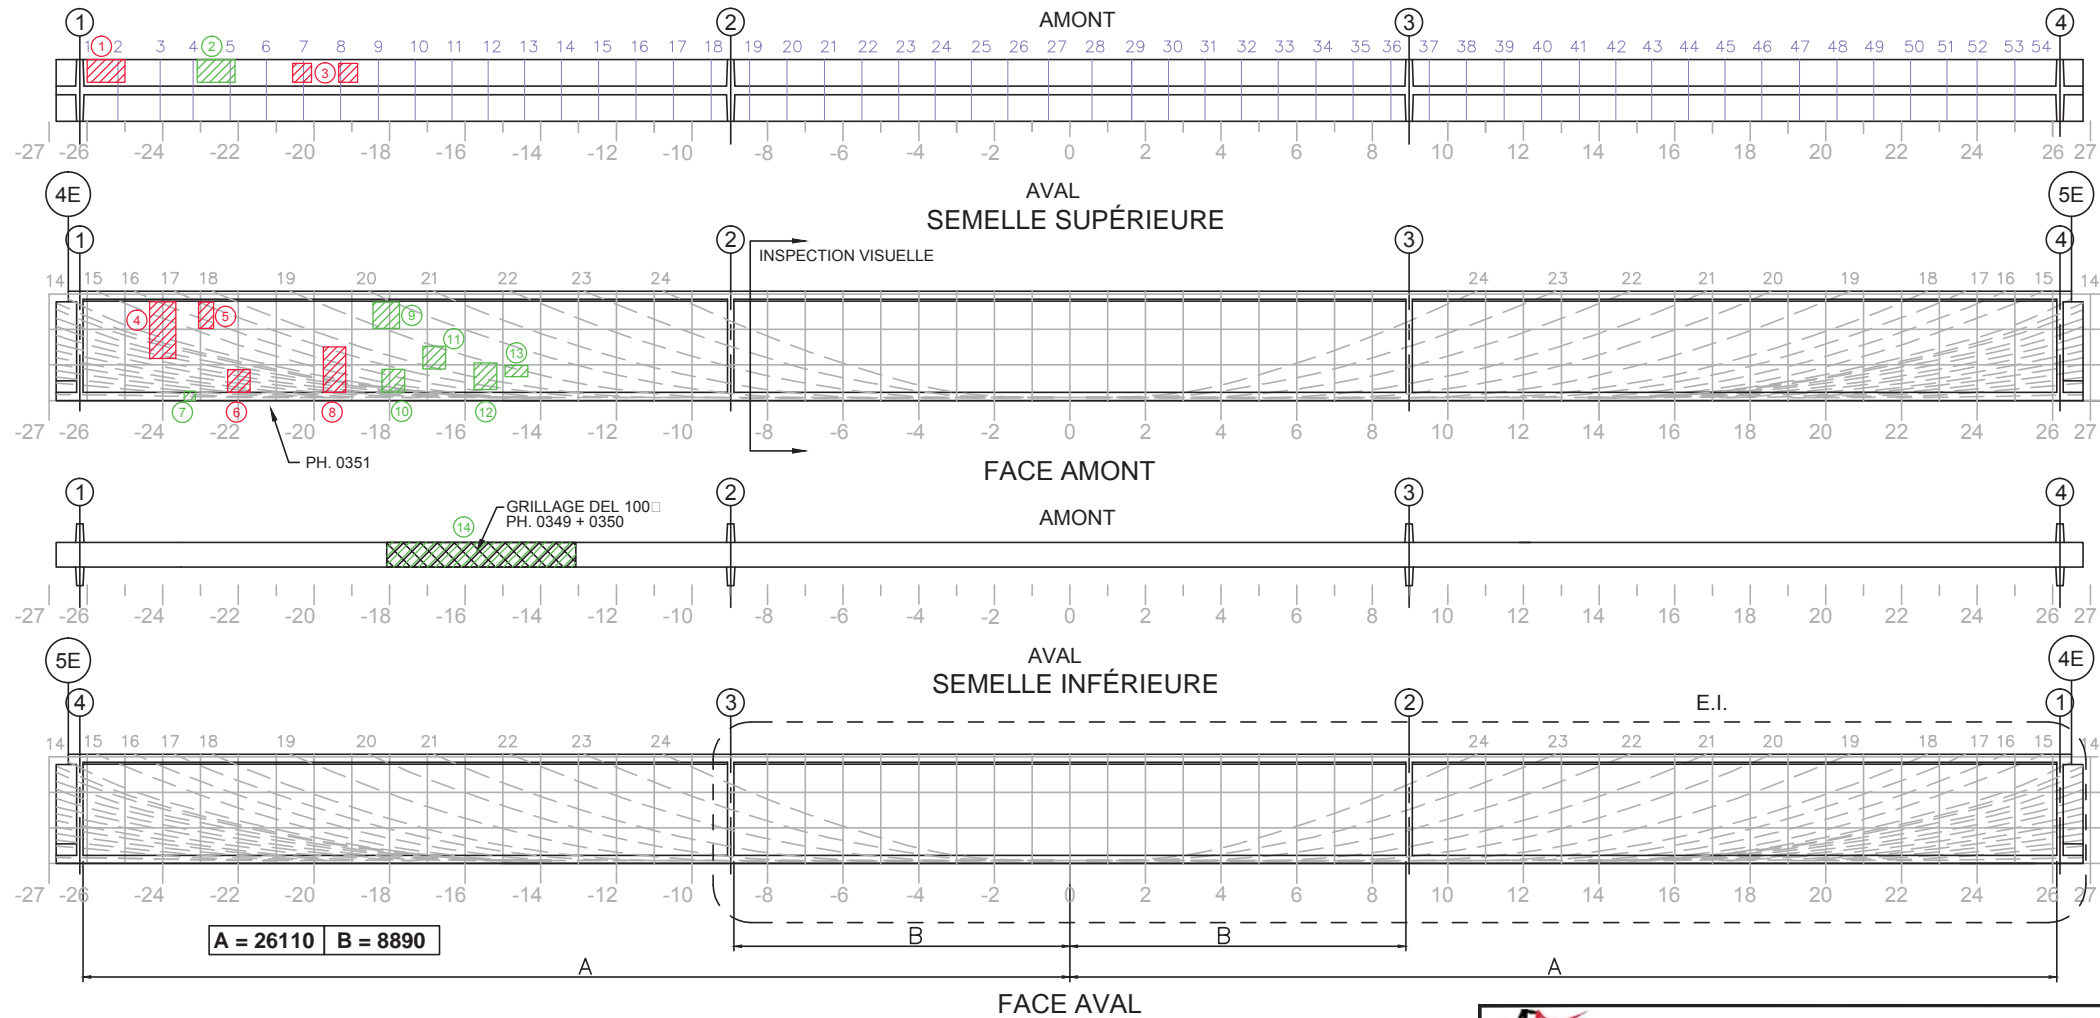 1 2 AMONT 3 4
1 1 2 3 4 2 5 6 7 3 8 9 10 11 12 13 14 15 16 17 18 19 20 21 22 23 24 25 26 27 28 29 30 31 32 33 34 35 36 37 38 39 40 41 42 43 44 45 46 47 48 49 50 51 52 53 54
-27 -26 -24 -22 -20 -18 -16 -14 -12 -10 -8 -6 -4 -2 0 2 4 6 8 10 12 14 16 18 20 22 24 26 27
4E AVAL 5E
SEMELLE SUPÉRIEURE
1 2 3 4
INSPECTION VISUELLE
14 15 16 17 18 19 20 21 22 23 24 24 23 22 21 20 19 18 17 16 15 14
4 5 9
11
13
7 6 8 10 12
-27 -26 -24 -22 -20 -18 -16 -14 -12 -10 -8 -6 -4 -2 0 2 4 6 8 10 12 14 16 18 20 22 24 26 27
PH. 0351
FACE AMONT
1 2 3 4
GRILLAGE DEL 100□
PH. 0349 + 0350
14
AMONT
-27 -26 -24 -22 -20 -18 -16 -14 -12 -10 -8 -6 -4 -2 0 2 4 6 8 10 12 14 16 18 20 22 24 26 27
5E AVAL 4E
SEMELLE INFÉRIEURE
4 3 2 E.I. 1
14 15 16 17 18 19 20 21 22 23 24 24 23 22 21 20 19 18 17 16 15 14
-27 -26 -24 -22 -20 -18 -16 -14 -12 -10 -8 -6 -4 -2 0 2 4 6 8 10 12 14 16 18 20 22 24 26 27
A = 26110 B = 8890
B B
A A
FACE AVAL